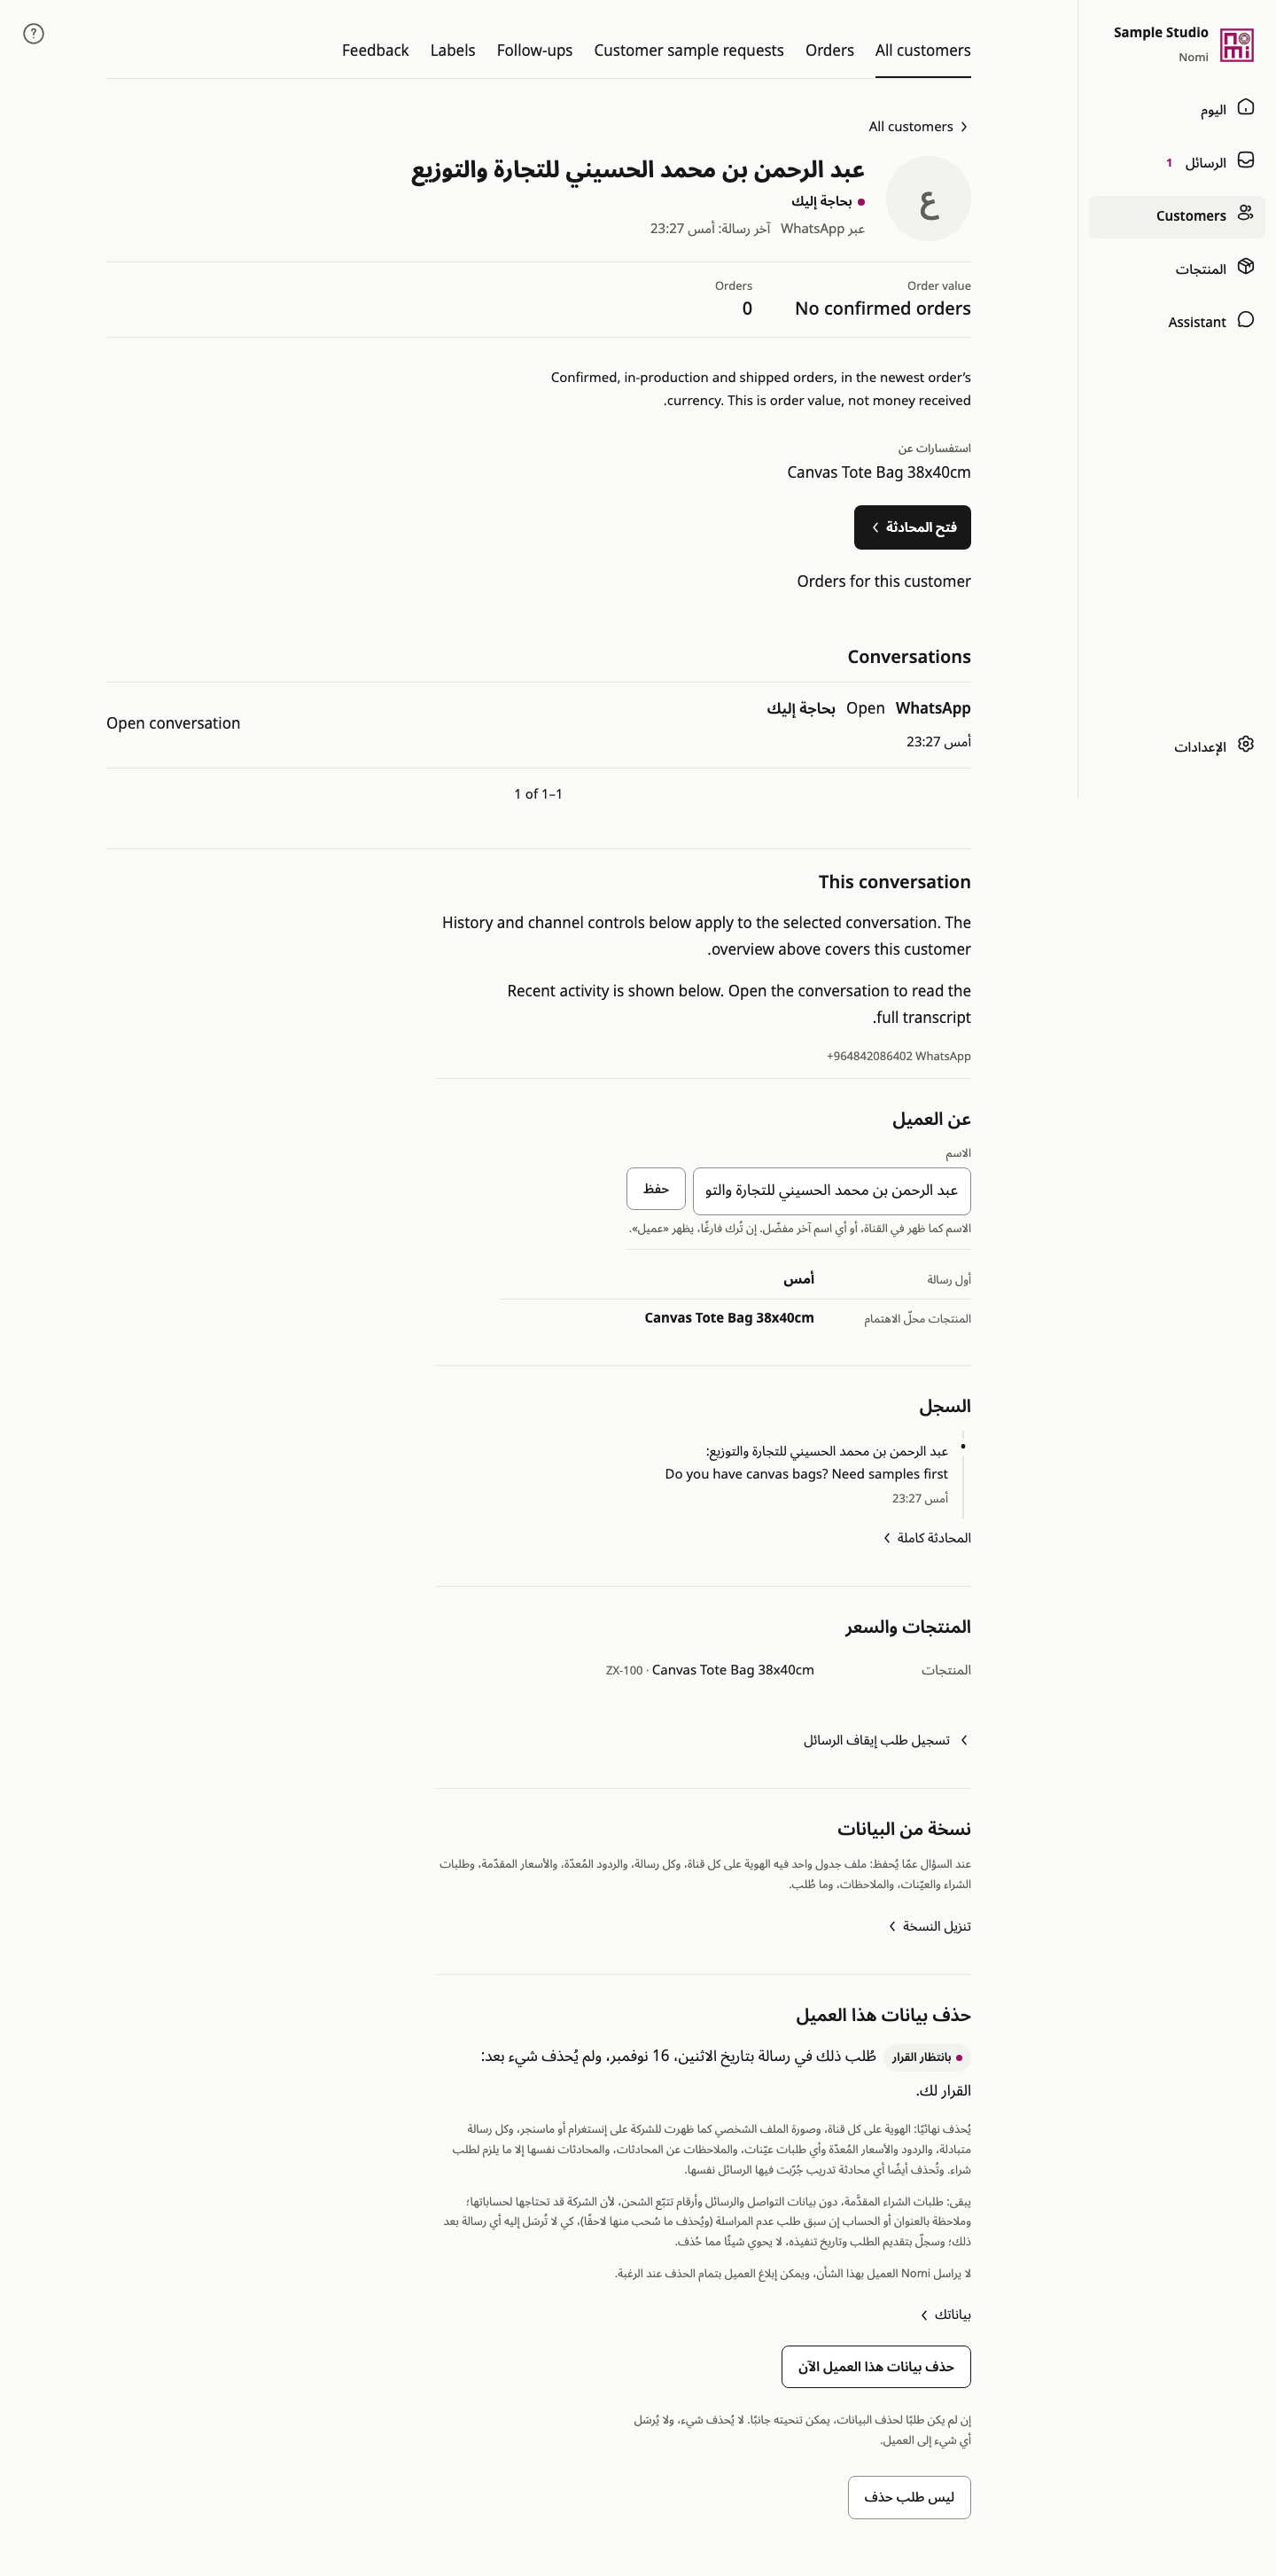 Sample Studio
Nomi
اليوم
الرسائل 1
Customers
المنتجات
Assistant
الإعدادات
All customers
Orders
Customer sample requests
Follow-ups
Labels
Feedback
All customers
عبد الرحمن بن محمد الحسيني للتجارة والتوزيع
ع
بحاجة إليك
عبر WhatsApp آخر رسالة: أمس 23:27
Order value
No confirmed orders
Orders
0
Confirmed, in-production and shipped orders, in the newest order’s
currency. This is order value, not money received.
استفسارات عن
Canvas Tote Bag 38x40cm
فتح المحادثة
Orders for this customer
Conversations
WhatsApp Open بحاجة إليك
أمس 23:27
Open conversation
1 of 1–1
This conversation
History and channel controls below apply to the selected conversation. The
overview above covers this customer.
Recent activity is shown below. Open the conversation to read the
full transcript.
+964842086402 WhatsApp
عن العميل
الاسم
عبد الرحمن بن محمد الحسيني للتجارة والتو
حفظ
الاسم كما ظهر في القناة، أو أي اسم آخر مفضّل. إن تُرك فارغًا، يظهر «عميل».
أول رسالة أمس
المنتجات محلّ الاهتمام Canvas Tote Bag 38x40cm
السجل
عبد الرحمن بن محمد الحسيني للتجارة والتوزيع:
Do you have canvas bags? Need samples first
أمس 23:27
المحادثة كاملة
المنتجات والسعر
المنتجات Canvas Tote Bag 38x40cm · ZX-100
تسجيل طلب إيقاف الرسائل
نسخة من البيانات
عند السؤال عمّا يُحفظ: ملف جدول واحد فيه الهوية على كل قناة، وكل رسالة، والردود المُعدّة، والأسعار المقدّمة، وطلبات
الشراء والعيّنات، والملاحظات، وما طُلب.
تنزيل النسخة
حذف بيانات هذا العميل
بانتظار القرار طُلب ذلك في رسالة بتاريخ الاثنين، 16 نوفمبر، ولم يُحذف شيء بعد:
القرار لك.
يُحذف نهائيًا: الهوية على كل قناة، وصورة الملف الشخصي كما ظهرت للشركة على إنستغرام أو ماسنجر، وكل رسالة
متبادلة، والردود والأسعار المُعدّة وأي طلبات عيّنات، والملاحظات عن المحادثات، والمحادثات نفسها إلا ما يلزم لطلب
شراء. وتُحذف أيضًا أي محادثة تدريب جُرّبت فيها الرسائل نفسها.
يبقى: طلبات الشراء المقدَّمة، دون بيانات التواصل والرسائل وأرقام تتبّع الشحن، لأن الشركة قد تحتاجها لحساباتها؛
وملاحظة بالعنوان أو الحساب إن سبق طلب عدم المراسلة (ويُحذف ما سُحب منها لاحقًا)، كي لا تُرسَل إليه أي رسالة بعد
ذلك؛ وسجلّ بتقديم الطلب وتاريخ تنفيذه، لا يحوي شيئًا مما حُذف.
لا يراسل Nomi العميل بهذا الشأن، ويمكن إبلاغ العميل بتمام الحذف عند الرغبة.
بياناتك
حذف بيانات هذا العميل الآن
إن لم يكن طلبًا لحذف البيانات، يمكن تنحيته جانبًا. لا يُحذف شيء، ولا يُرسَل
أي شيء إلى العميل.
ليس طلب حذف